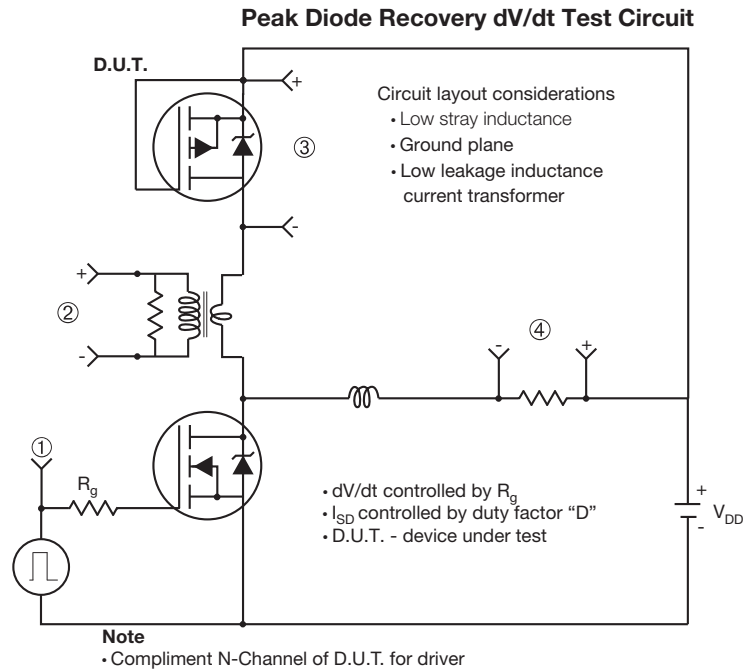 Peak Diode Recovery dV/dt Test Circuit
D.U.T.
+
Circuit layout considerations
• Low stray inductance
③
• Ground plane
• Low leakage inductance
current transformer
-
+
②
-
-
④
+
①
Rg
• dV/dt controlled by Rg
• ISD controlled by duty factor “D”
• D.U.T. - device under test
+
VDD
-
Note
• Compliment N-Channel of D.U.T. for driver